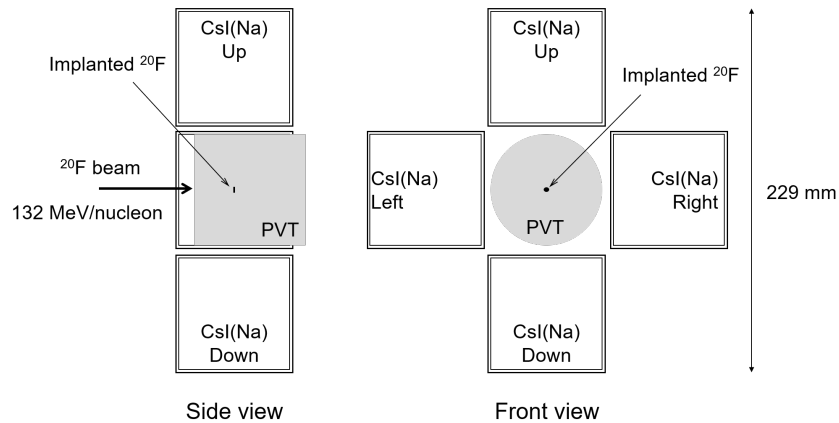 CsI(Na)
Up
Implanted ²⁰F
²⁰F beam
132 MeV/nucleon
PVT
CsI(Na)
Down
Side view
CsI(Na)
Up
Implanted ²⁰F
CsI(Na)
Left
CsI(Na)
Right
PVT
229 mm
CsI(Na)
Down
Front view